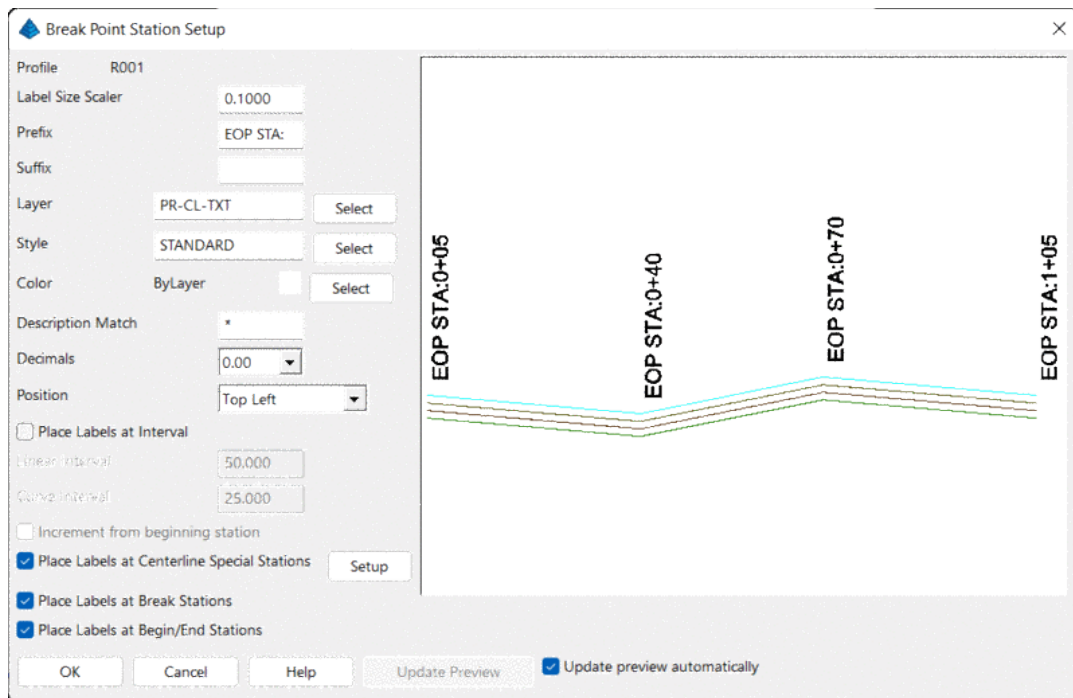 Break Point Station Setup
Profile R001
Label Size Scaler 0.1000
Prefix EOP STA:
Suffix
Layer PR-CL-TXT Select
Style STANDARD Select
Color ByLayer Select
Description Match *
Decimals 0.00
Position Top Left
Place Labels at Interval
Linear Interval 50.000
Curve Interval 25.000
Increment from beginning station
Place Labels at Centerline Special Stations Setup
Place Labels at Break Stations
Place Labels at Begin/End Stations
OK Cancel Help Update Preview Update preview automatically
EOP STA:0+05
EOP STA:0+40
EOP STA:0+70
EOP STA:1+05